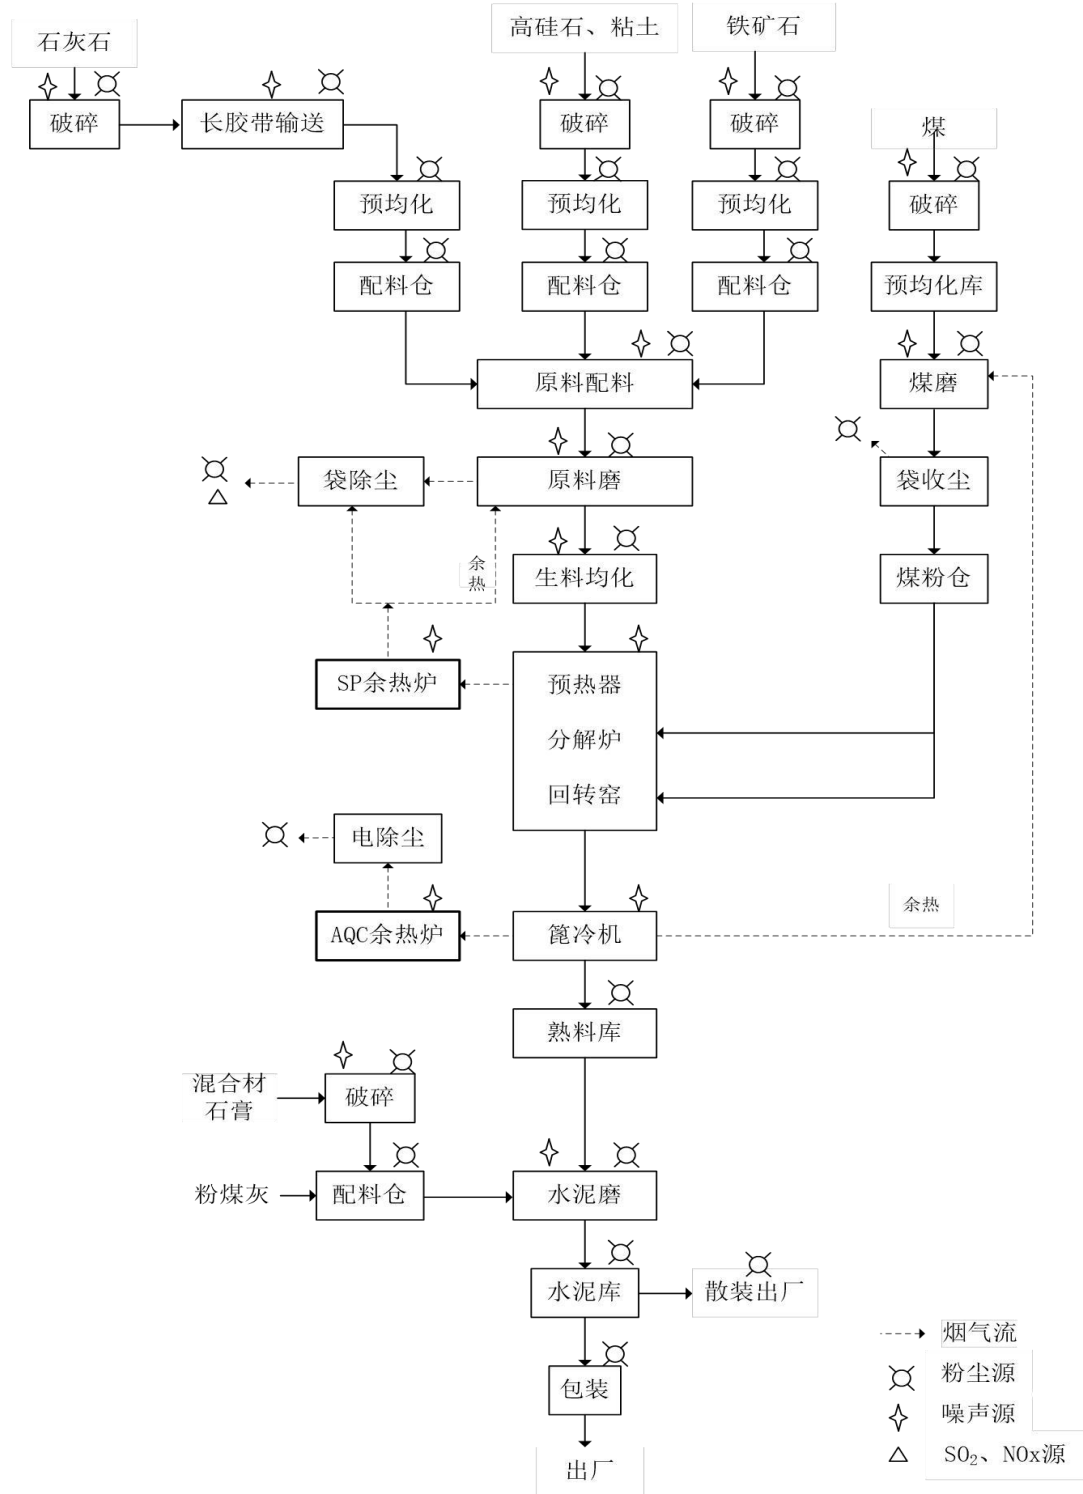 石灰石
高硅石、粘土
铁矿石
煤
破碎
长胶带输送
破碎
破碎
破碎
预均化
预均化
预均化
配料仓
配料仓
配料仓
预均化库
原料配料
煤磨
袋除尘
原料磨
袋收尘
余
热
生料均化
煤粉仓
SP余热炉
预热器
分解炉
回转窑
电除尘
余热
AQC余热炉
篦冷机
熟料库
混合材
石膏
破碎
粉煤灰
配料仓
水泥磨
水泥库
散装出厂
包装
出厂
烟气流
粉尘源
噪声源
SO₂、NOx源